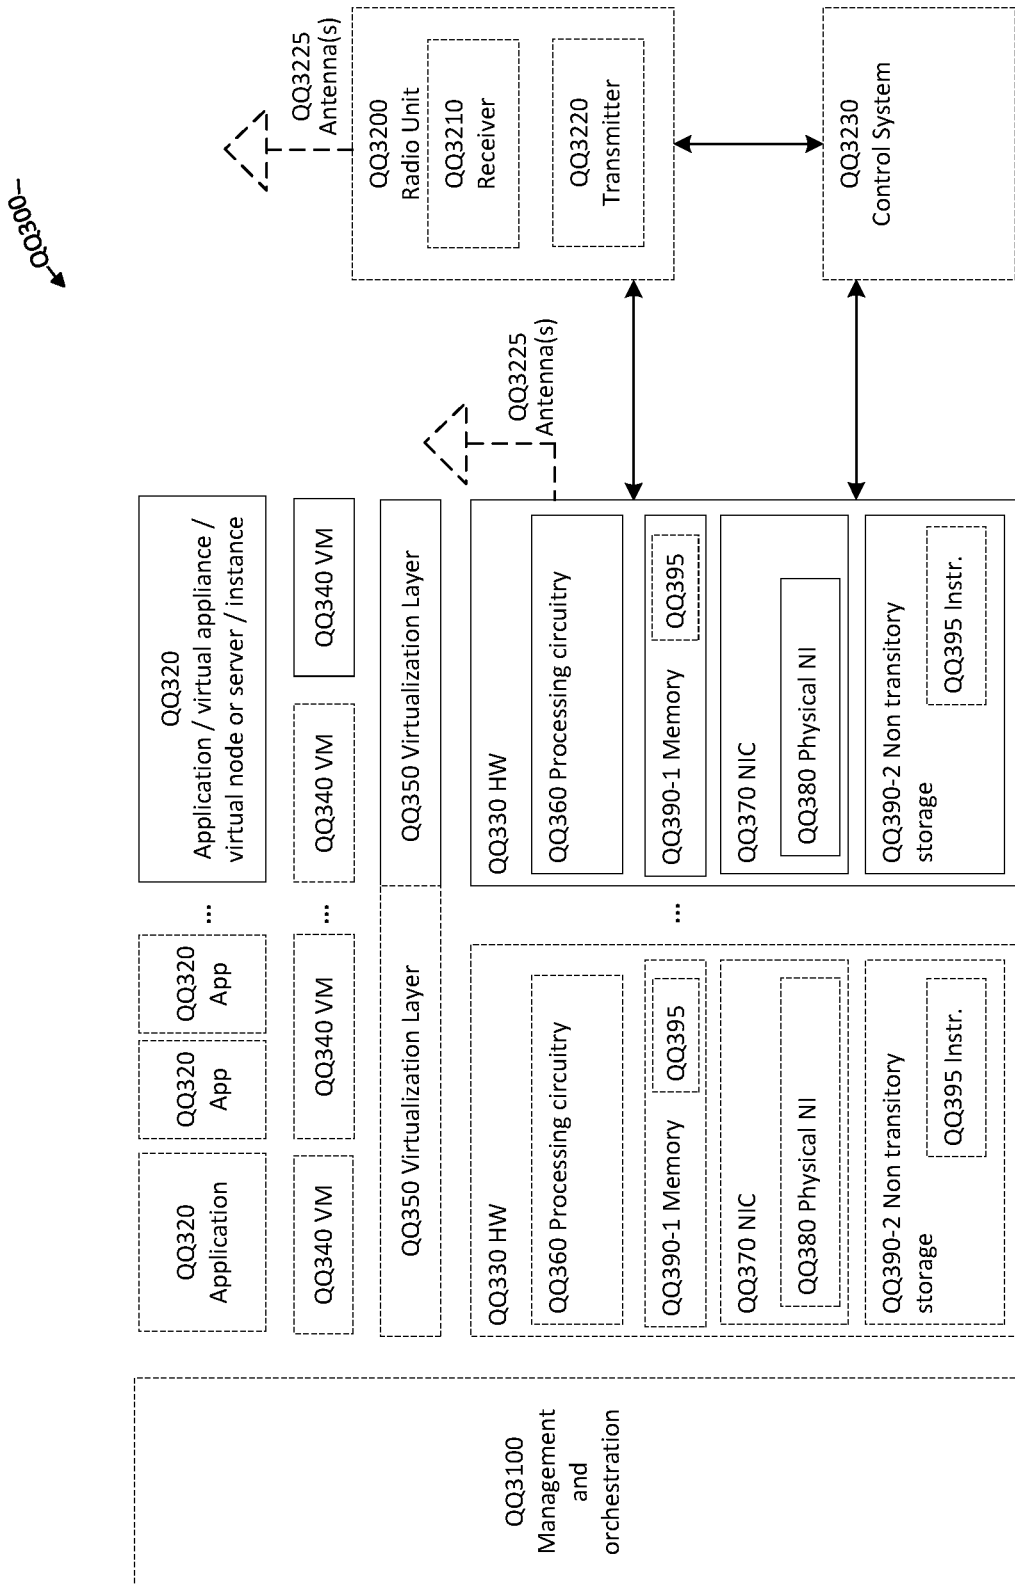 QQ300
QQ3100
Management
and
orchestration
QQ320
Application
QQ320
App
QQ320
App
...
QQ320
Application / virtual appliance /
virtual node or server / instance
QQ340 VM
QQ340 VM
...
QQ340 VM
QQ340 VM
QQ350 Virtualization Layer
QQ350 Virtualization Layer
QQ330 HW
QQ360 Processing circuitry
QQ390-1 Memory
QQ395
QQ370 NIC
QQ380 Physical NI
QQ390-2 Non transitory
storage
QQ395 Instr.
...
QQ330 HW
QQ360 Processing circuitry
QQ390-1 Memory
QQ395
QQ370 NIC
QQ380 Physical NI
QQ390-2 Non transitory
storage
QQ395 Instr.
QQ3225
Antenna(s)
QQ3225
Antenna(s)
QQ3200
Radio Unit
QQ3210
Receiver
QQ3220
Transmitter
QQ3230
Control System